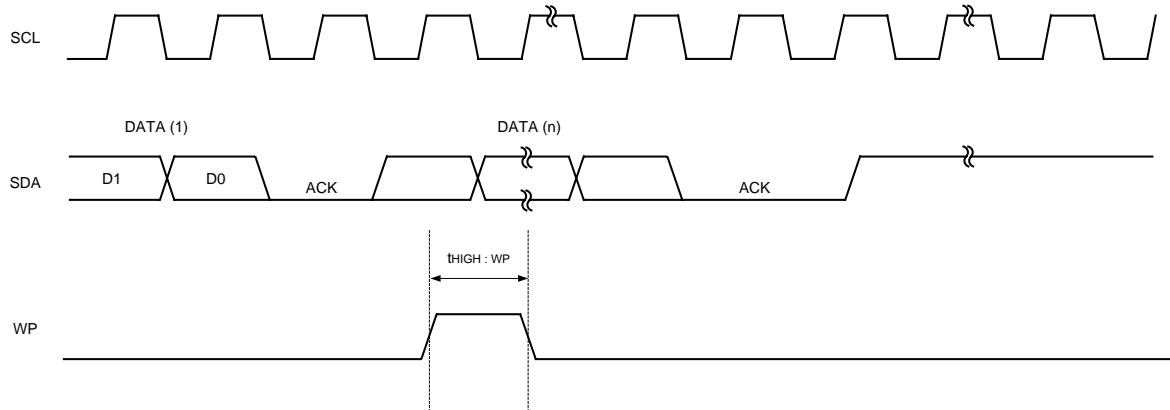 SCL
DATA (1)
DATA (n)
SDA
D1
D0
ACK
ACK
tHIGH : WP
WP